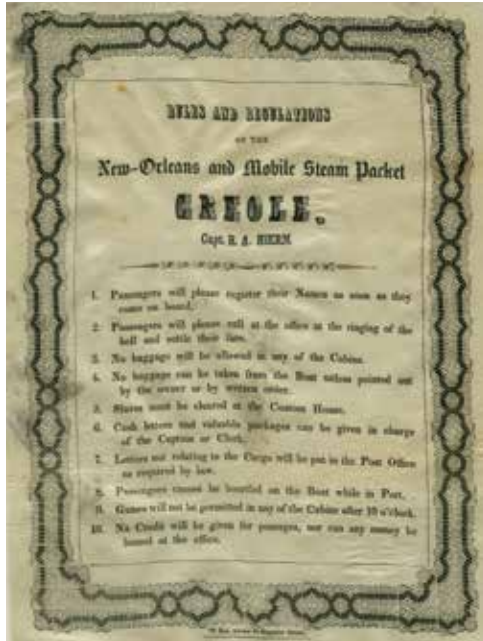 RULES AND REGULATIONS
OF THE
New-Orleans and Mobile Steam Packet
CREOLE,
Capt. R. A. HIERN.
1. Passengers will please register their Names as soon as they
come on board.
2. Passengers will please call at the office at the ringing of the
bell and settle their fare.
3. No baggage will be allowed in any of the Cabins.
4. No baggage can be taken from the Boat unless pointed out
by the owner or by written order.
5. Slaves must be cleared at the Custom House.
6. Cash letters and valuable packages can be given in charge
of the Captain or Clerk.
7. Letters not relating to the Cargo will be put in the Post Office
as required by law.
8. Passengers cannot be boarded on the Boat while in Port.
9. Games will not be permitted in any of the Cabins after 10 o'clock.
10. No Credit will be given for passages, nor can any money be
loaned at the office.